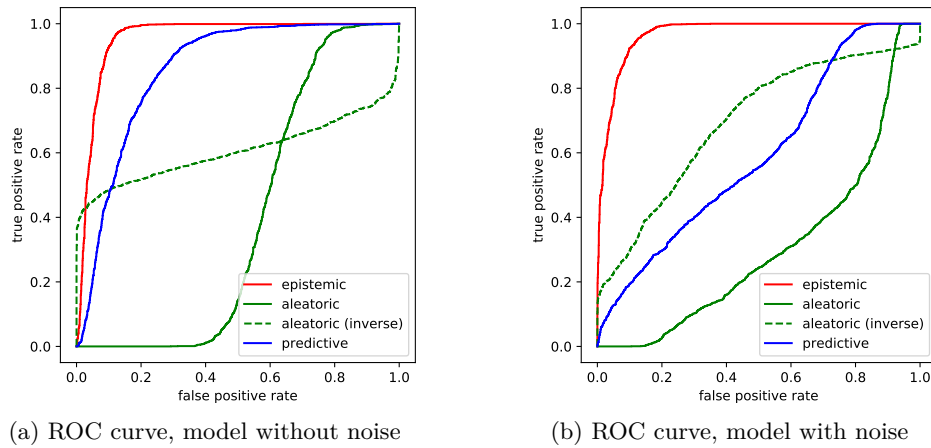 1.0
0.8
0.6
0.4
0.2
0.0
true positive rate
epistemic
aleatoric
aleatoric (inverse)
predictive
0.0 0.2 0.4 0.6 0.8 1.0
false positive rate
(a) ROC curve, model without noise
1.0
0.8
0.6
0.4
0.2
0.0
true positive rate
epistemic
aleatoric
aleatoric (inverse)
predictive
0.0 0.2 0.4 0.6 0.8 1.0
false positive rate
(b) ROC curve, model with noise